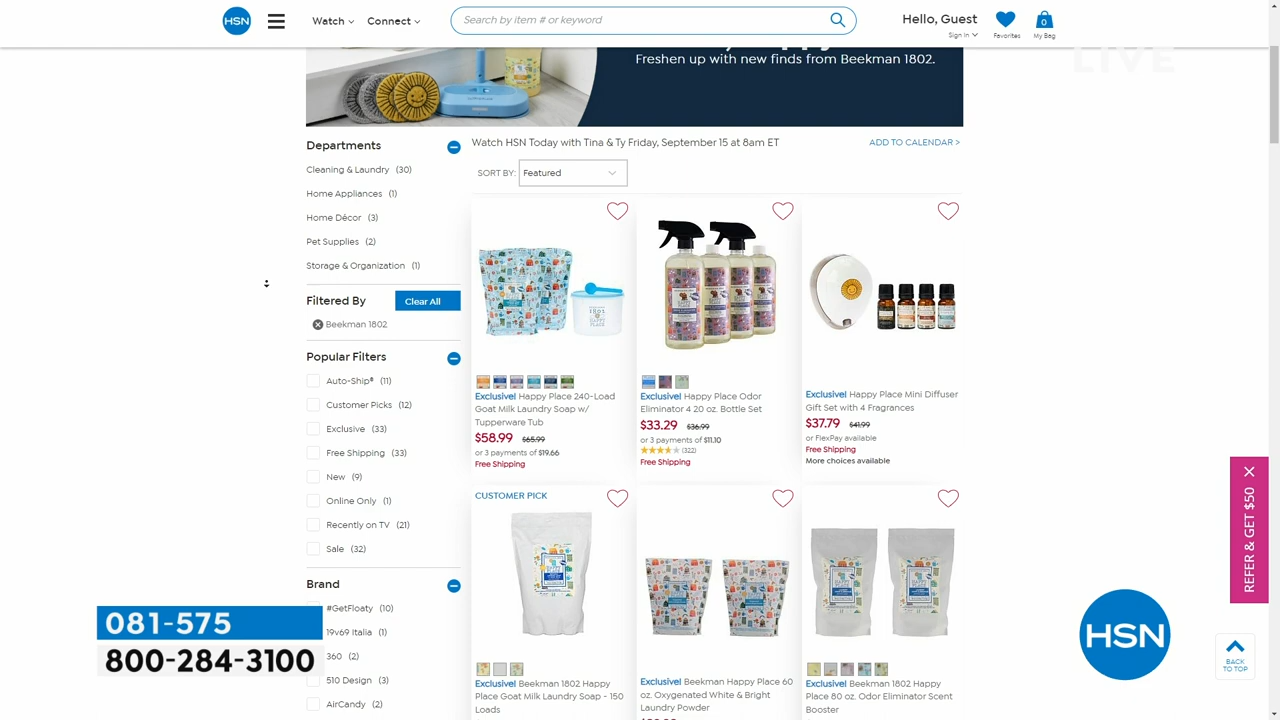 HSN
Watch
Connect
Search by item # or keyword
Hello, Guest
Sign In
Favorites
0
My Bag
LIVE
Freshen up with new finds from Beekman 1802.
Departments
Cleaning & Laundry (30)
Home Appliances (1)
Home Décor (3)
Pet Supplies (2)
Storage & Organization (1)
Filtered By
Clear All
Beekman 1802
Popular Filters
Auto-Ship® (11)
Customer Picks (12)
Exclusive (33)
Free Shipping (33)
New (9)
Online Only (1)
Recently on TV (21)
Sale (32)
Brand
#GetFloaty (10)
19v69 Italia (1)
360 (2)
510 Design (3)
AirCandy (2)
Watch HSN Today with Tina & Ty Friday, September 15 at 8am ET
ADD TO CALENDAR >
SORT BY: Featured
Exclusive! Happy Place 240-Load
Goat Milk Laundry Soap w/
Tupperware Tub
$58.99 $65.99
or 3 payments of $19.66
Free Shipping
Exclusive! Happy Place Odor
Eliminator 4 20 oz. Bottle Set
$33.29 $36.99
or 3 payments of $11.10
(322)
Free Shipping
Exclusive! Happy Place Mini Diffuser
Gift Set with 4 Fragrances
$37.79 $41.99
or FlexPay available
Free Shipping
More choices available
CUSTOMER PICK
Exclusive! Beekman 1802 Happy
Place Goat Milk Laundry Soap - 150
Loads
Exclusive! Beekman Happy Place 60
oz. Oxygenated White & Bright
Laundry Powder
Exclusive! Beekman 1802 Happy
Place 80 oz. Odor Eliminator Scent
Booster
REFER & GET $50
081-575
800-284-3100
HSN
BACK
TO TOP